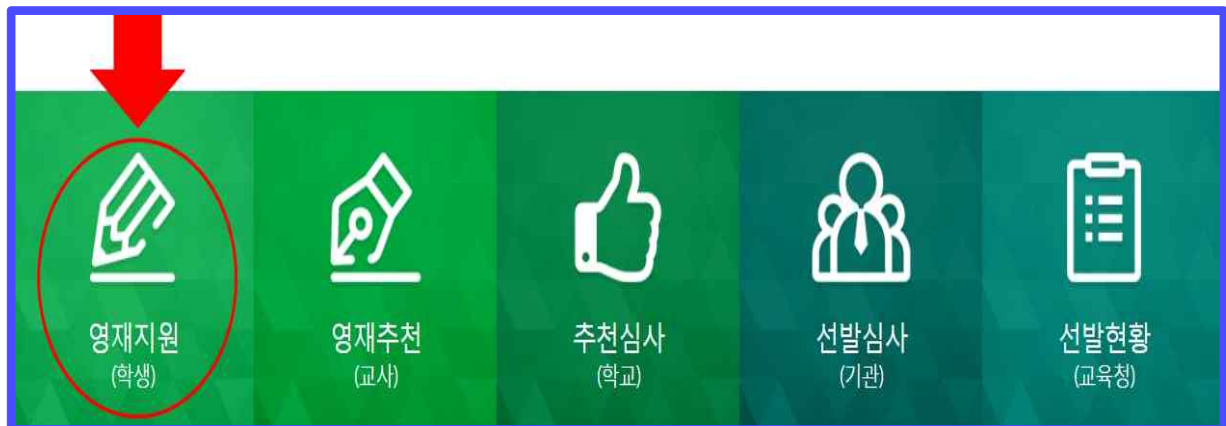 영재지원
(학생)
영재추천
(교사)
추천심사
(학교)
선발심사
(기관)
선발현황
(교육청)